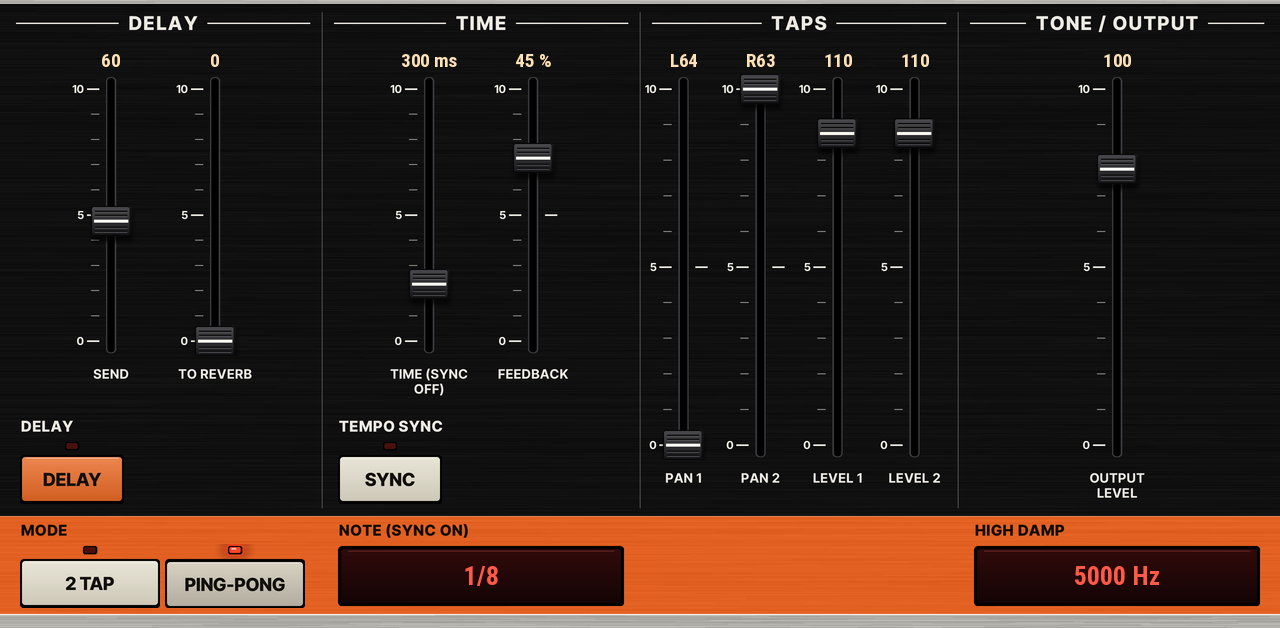 DELAY TIME TAPS TONE / OUTPUT
60 0 300 ms 45 % L64 R63 110 110 100
10 10 10 10 10 10 10 10 10
5 5 5 5 5 5 5 5 5
0 0 0 0 0 0 0 0 0
SEND TO REVERB TIME (SYNC OFF) FEEDBACK
PAN 1 PAN 2 LEVEL 1 LEVEL 2 OUTPUT LEVEL
DELAY TEMPO SYNC
DELAY SYNC
MODE NOTE (SYNC ON) HIGH DAMP
2 TAP PING-PONG 1/8 5000 Hz